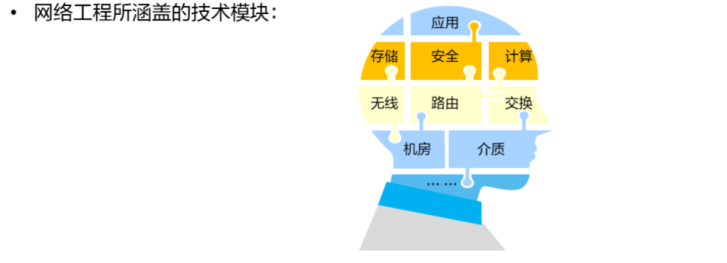 • 网络工程所涵盖的技术模块：
应用
存储 安全 计算
无线 路由 交换
机房 介质
… …